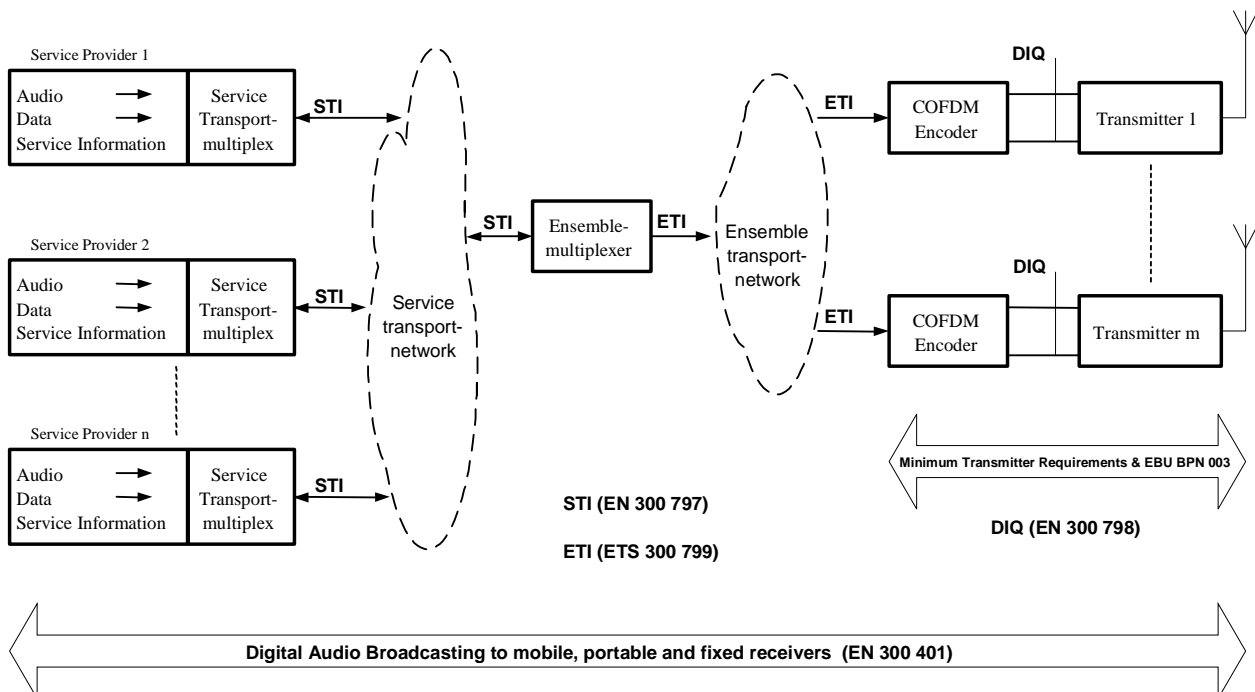 Service Provider 1
Audio
Data
Service Information
Service
Transport-
multiplex
STI
Service Provider 2
Audio
Data
Service Information
Service
Transport-
multiplex
STI
Service Provider n
Audio
Data
Service Information
Service
Transport-
multiplex
STI
Service
transport-
network
STI
Ensemble-
multiplexer
ETI
Ensemble
transport-
network
ETI
COFDM
Encoder
DIQ
Transmitter 1
ETI
COFDM
Encoder
DIQ
Transmitter m
Minimum Transmitter Requirements & EBU BPN 003
STI (EN 300 797)
ETI (ETS 300 799)
DIQ (EN 300 798)
Digital Audio Broadcasting to mobile, portable and fixed receivers (EN 300 401)